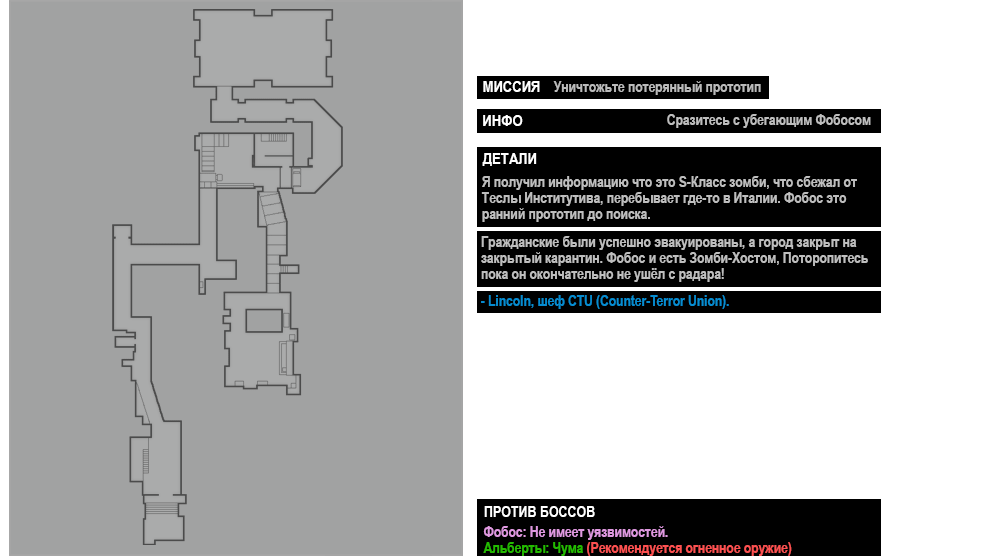 МИССИЯ Уничтожьте потерянный прототип
ИНФО Сразитесь с убегающим Фобосом
ДЕТАЛИ
Я получил информацию что это S-Класс зомби, что сбежал от
Теслы Институтива, перебывает где-то в Италии. Фобос это
ранний прототип до поиска.
Гражданские были успешно эвакуированы, а город закрыт на
закрытый карантин. Фобос и есть Зомби-Хостом, Поторопитесь
пока он окончательно не ушёл с радара!
- Lincoln, шеф CTU (Counter-Terror Union).
ПРОТИВ БОССОВ
Фобос: Не имеет уязвимостей.
Альберты: Чума (Рекомендуется огненное оружие)